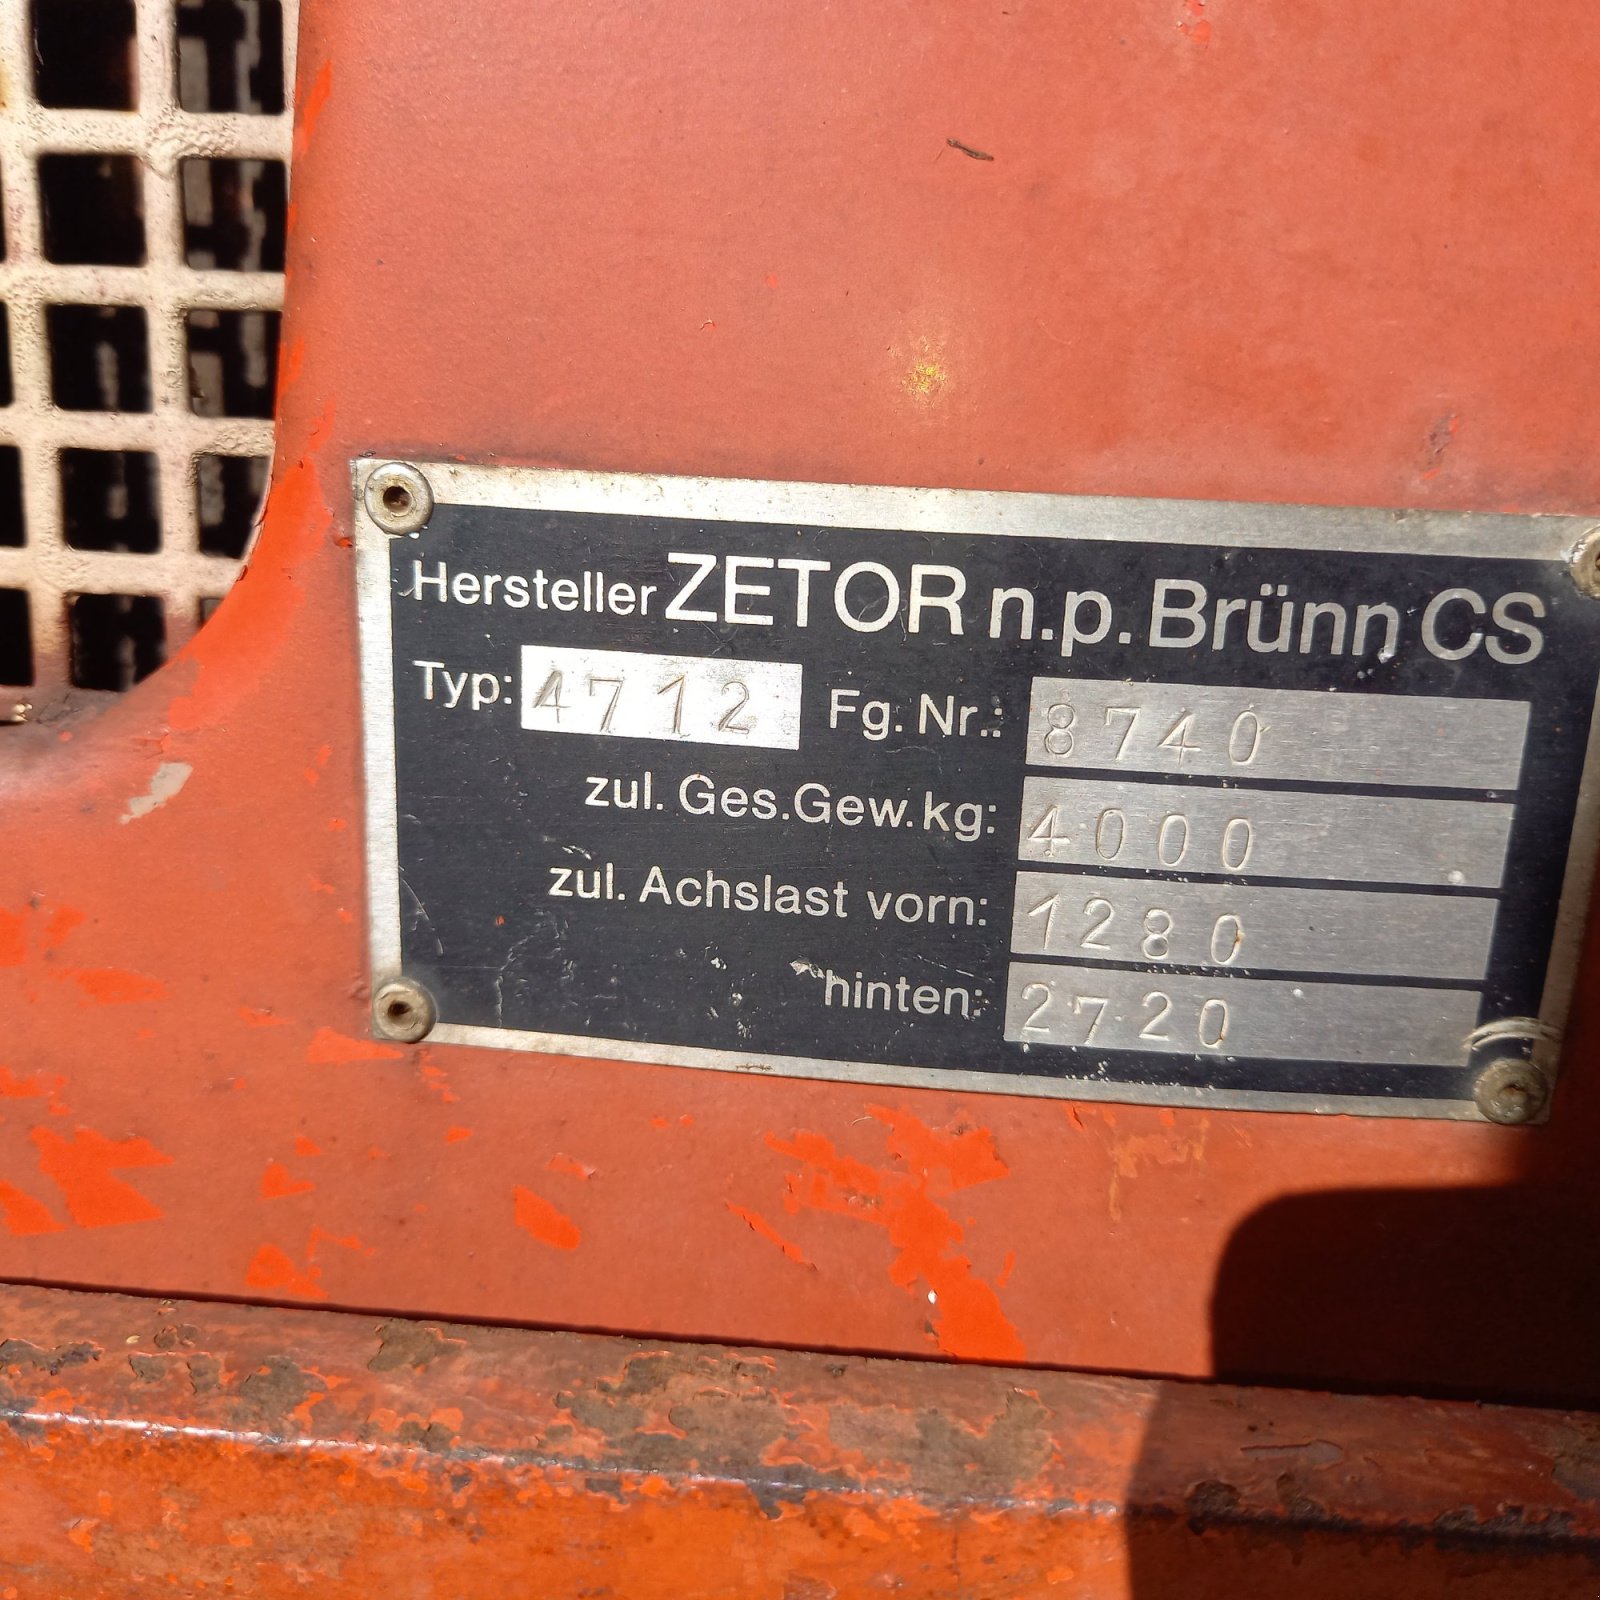 Hersteller ZETOR n.p. Brünn CS
Typ: 4712 Fg. Nr.: 8740
zul. Ges.Gew.kg: 4000
zul. Achslast vorn: 1280
hinten: 2720